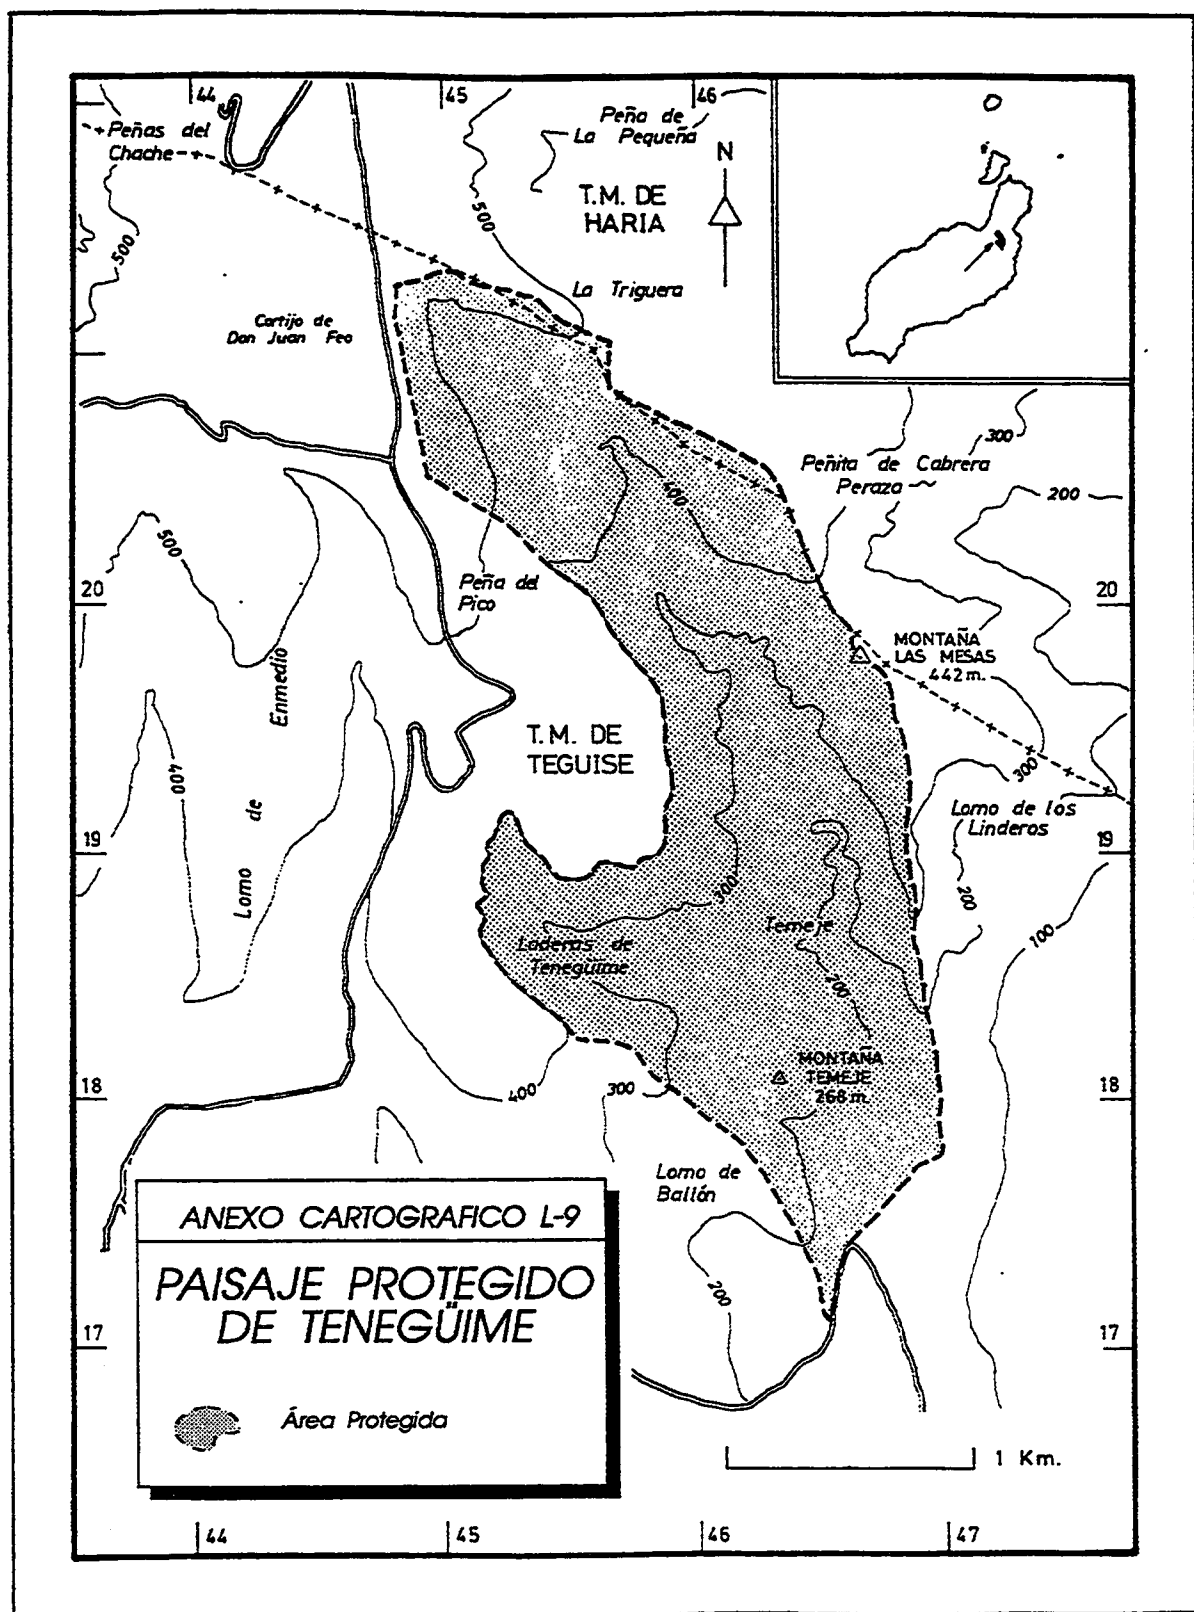 44
45
46
Peñas del
Chache
Peña de
La Pequeña
N
T.M. DE
HARIA
500
500
La Triguera
Cortijo de
Don Juan Feo
300
Peñita de Cabrera
Peraza
200
400
500
20
Peña del
Pico
20
MONTAÑA
LAS MESAS
442 m.
Lomo de Enmedio
T.M. DE
TEGUISE
400
300
Lomo de los
Linderos
19
19
300
200
Temeje
100
Laderas de
Tenegüime
200
MONTAÑA
TEMEJE
268 m.
18
400
300
18
Lomo de
Ballón
200
ANEXO CARTOGRAFICO L-9
PAISAJE PROTEGIDO
DE TENEGÜIME
Área Protegida
17
17
1 Km.
44
45
46
47